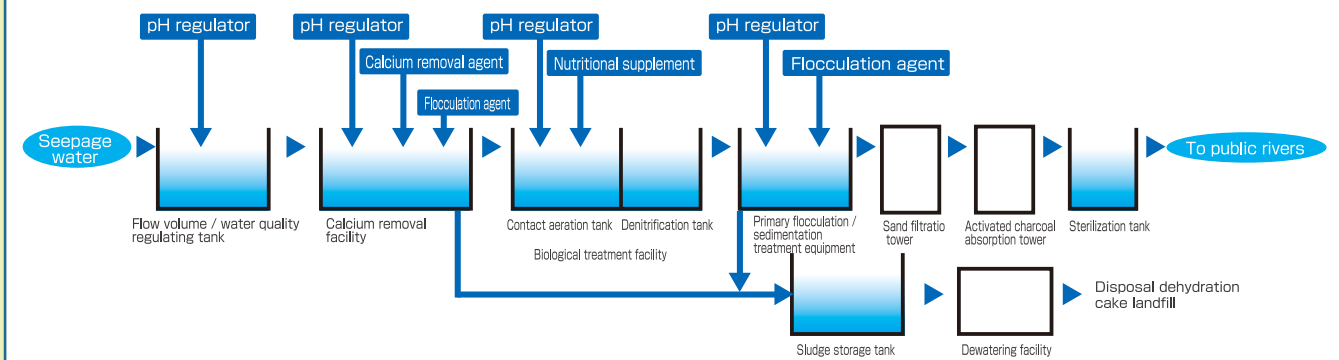 pH regulator
pH regulator
pH regulator
pH regulator
Calcium removal agent
Nutritional supplement
Flocculation agent
Flocculation agent
Seepage
water
To public rivers
Flow volume / water quality
regulating tank
Calcium removal
facility
Contact aeration tank
Denitrification tank
Biological treatment facility
Primary flocculation /
sedimentation
treatment equipment
Sand filtratio
tower
Activated charcoal
absorption tower
Sterilization tank
Disposal dehydration
cake landfill
Sludge storage tank
Dewatering facility